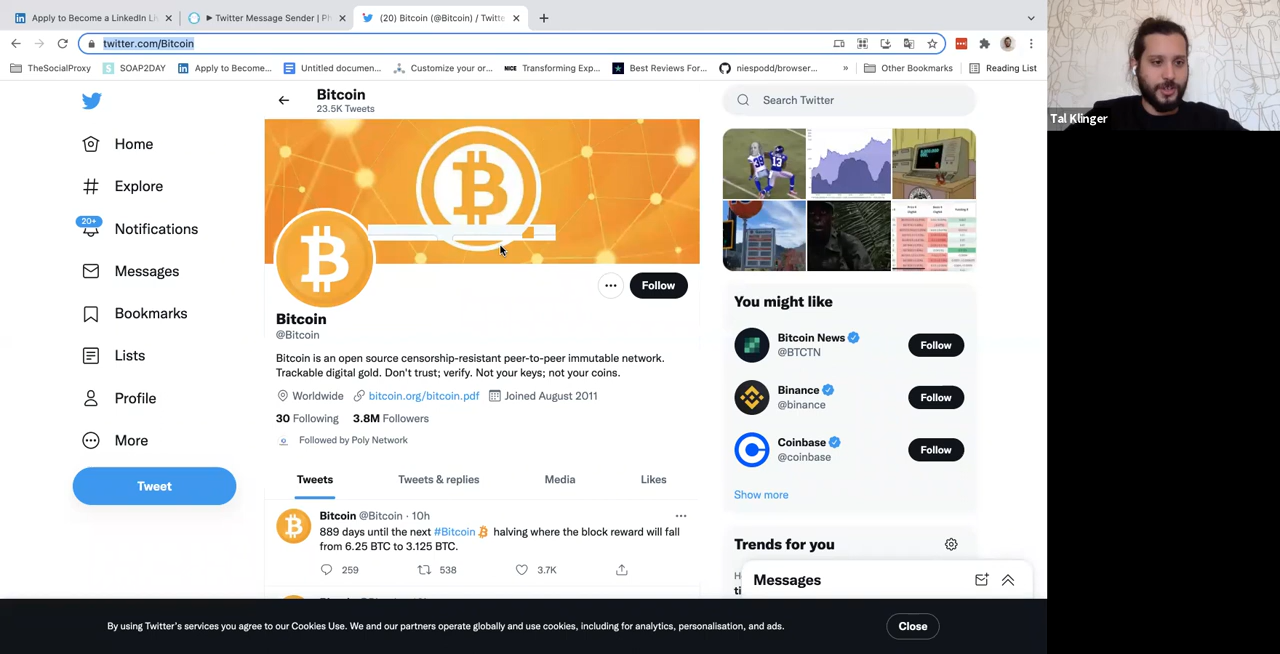 Apply to Become a LinkedIn Li
Twitter Message Sender | Ph
(20) Bitcoin (@Bitcoin) / Twitte
twitter.com/Bitcoin
TheSocialProxy
SOAP2DAY
Apply to Become...
Untitled documen...
Customize your or...
NICE Transforming Exp...
Best Reviews For...
niespodd/browser...
»
Other Bookmarks
Reading List
Tal Klinger
Home
Explore
20+
Notifications
Messages
Bookmarks
Lists
Profile
More
Tweet
Bitcoin
23.5K Tweets
Follow
Bitcoin
@Bitcoin
Bitcoin is an open source censorship-resistant peer-to-peer immutable network.
Trackable digital gold. Don't trust; verify. Not your keys; not your coins.
Worldwide bitcoin.org/bitcoin.pdf Joined August 2011
30 Following 3.8M Followers
Followed by Poly Network
Tweets Tweets & replies Media Likes
Bitcoin @Bitcoin · 10h
889 days until the next #Bitcoin halving where the block reward will fall
from 6.25 BTC to 3.125 BTC.
259 538 3.7K
Search Twitter
You might like
Bitcoin News
@BTCTN
Follow
Binance
@binance
Follow
Coinbase
@coinbase
Follow
Show more
Trends for you
Messages
By using Twitter's services you agree to our Cookies Use. We and our partners operate globally and use cookies, including for analytics, personalisation, and ads.
Close